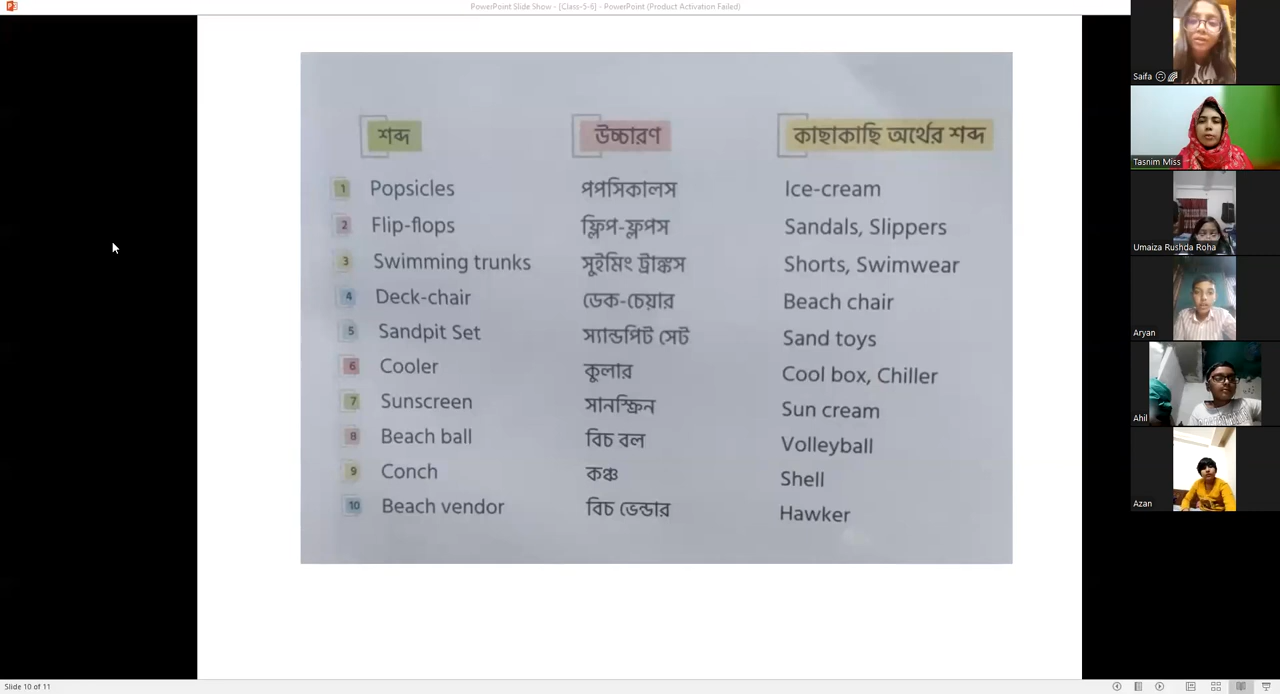 PowerPoint Slide Show - [Class-5-6] - PowerPoint (Product Activation Failed)
শব্দ উচ্চারণ কাছাকাছি অর্থের শব্দ
1 Popsicles পপসিকালস Ice-cream
2 Flip-flops ফ্লিপ-ফ্লপস Sandals, Slippers
3 Swimming trunks সুইমিং ট্রাঙ্কস Shorts, Swimwear
4 Deck-chair ডেক-চেয়ার Beach chair
5 Sandpit Set স্যান্ডপিট সেট Sand toys
6 Cooler কুলার Cool box, Chiller
7 Sunscreen সানস্ক্রিন Sun cream
8 Beach ball বিচ বল Volleyball
9 Conch কঞ্চ Shell
10 Beach vendor বিচ ভেন্ডার Hawker
Saifa
Tasnim Miss
Umaiza Rushda Roha
Aryan
Ahil
Azan
Slide 10 of 11